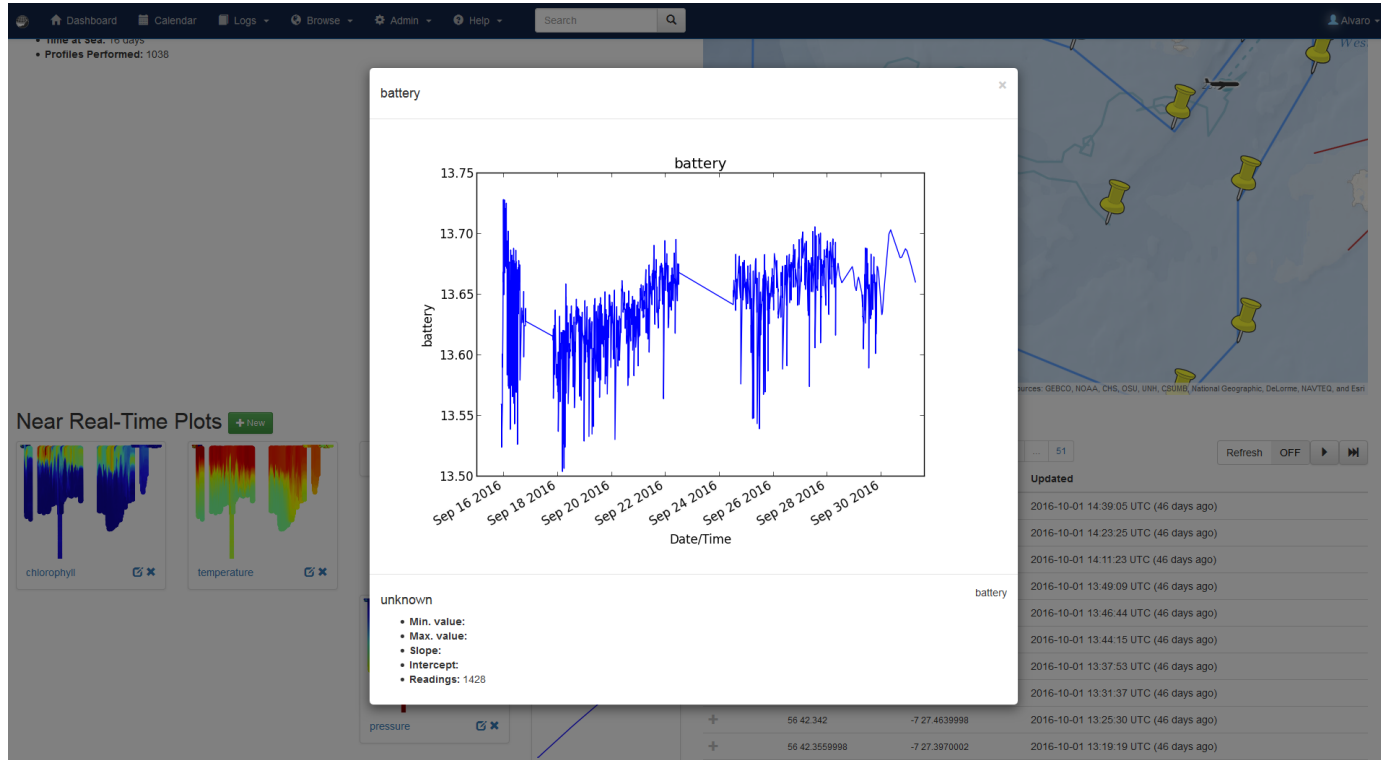 Dashboard Calendar Logs Browse Admin Help Search Alvaro
Time at Sea: 16 days
Profiles Performed: 1038
battery ×
battery
13.75
13.70
13.65
13.60
13.55
13.50
battery
Sep 16 2016 Sep 18 2016 Sep 20 2016 Sep 22 2016 Sep 24 2016 Sep 26 2016 Sep 28 2016 Sep 30 2016
Date/Time
unknown battery
Min. value:
Max. value:
Slope:
Intercept:
Readings: 1428
GEBCO, NOAA, CHS, OSU, UNH, CSUMB, National Geographic, DeLorme, NAVTEQ, and Esri
Near Real-Time Plots + New
chlorophyll
temperature
pressure
... 51 Refresh OFF
Updated
2016-10-01 14:39:05 UTC (46 days ago)
2016-10-01 14:23:25 UTC (46 days ago)
2016-10-01 14:11:23 UTC (46 days ago)
2016-10-01 13:49:09 UTC (46 days ago)
2016-10-01 13:46:44 UTC (46 days ago)
2016-10-01 13:44:15 UTC (46 days ago)
2016-10-01 13:37:53 UTC (46 days ago)
2016-10-01 13:31:37 UTC (46 days ago)
56 42.342 -7 27.4639998 2016-10-01 13:25:30 UTC (46 days ago)
56 42.3559998 -7 27.3970002 2016-10-01 13:19:19 UTC (46 days ago)